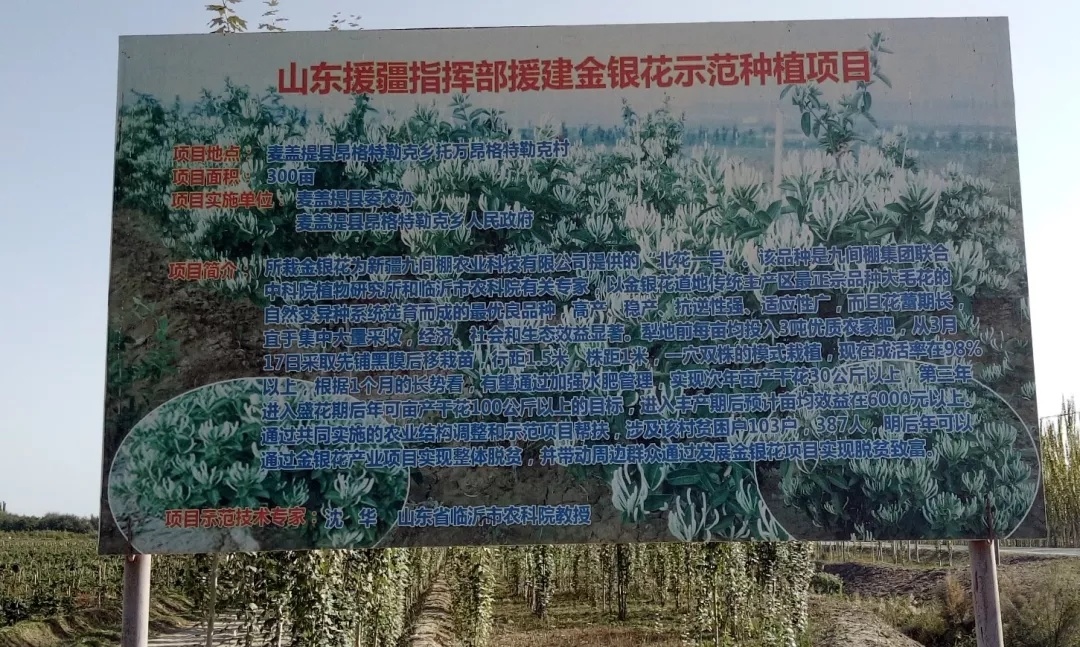 山东援疆指挥部援建金银花示范种植项目
项目地点： 麦盖提县昂格特勒克乡托万昂格特勒克村
项目面积： 300亩
项目实施单位： 麦盖提县委农办
麦盖提县昂格特勒克乡人民政府
项目简介： 所栽金银花为新疆九间棚农业科技有限公司提供的“北花一号”。该品种是九间棚集团联合
中科院植物研究所和临沂市农科院有关专家，以金银花道地传统主产区最正宗品种大毛花的
自然变异种系统选育而成的最优良品种，高产、稳产、抗逆性强、适应性广，而且花蕾期长
宜于集中大量采收，经济、社会和生态效益显著。犁地前每亩均投入3吨优质农家肥，从3月
17日采取先铺黑膜后移栽苗，行距1.5米，株距1米，一穴双株的模式栽植，现在成活率在98%
以上，根据1个月的长势看，有望通过加强水肥管理，实现次年亩产干花30公斤以上，第三年
进入盛花期后年可亩产干花100公斤以上的目标，进入丰产期后预计亩均效益在6000元以上。
通过共同实施的农业结构调整和示范项目帮扶，涉及该村贫困户103户，387人，明后年可以
通过金银花产业项目实现整体脱贫，并带动周边群众通过发展金银花项目实现脱贫致富。
项目示范技术专家：沈 华 山东省临沂市农科院教授